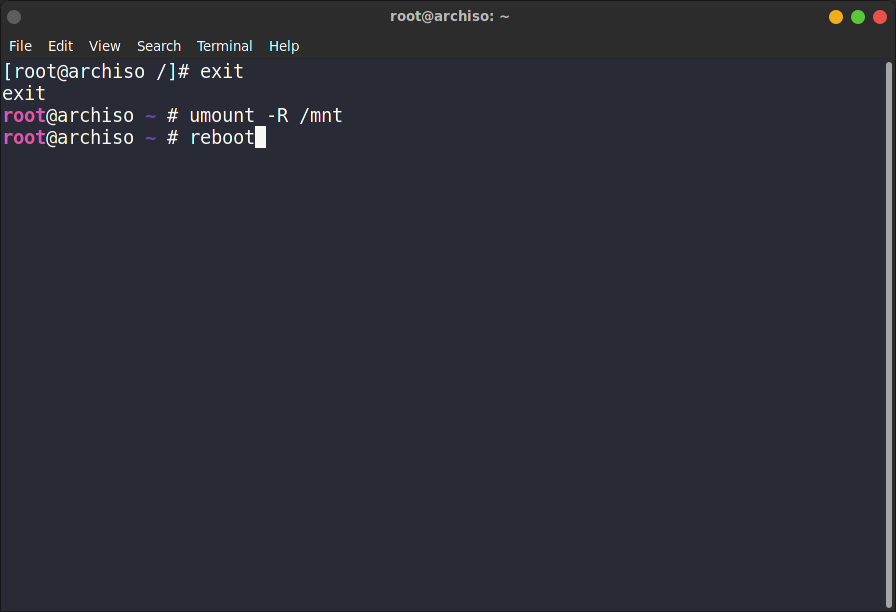 root@archiso: ~
File Edit View Search Terminal Help
[root@archiso /]# exit
exit
root@archiso ~ # umount -R /mnt
root@archiso ~ # reboot